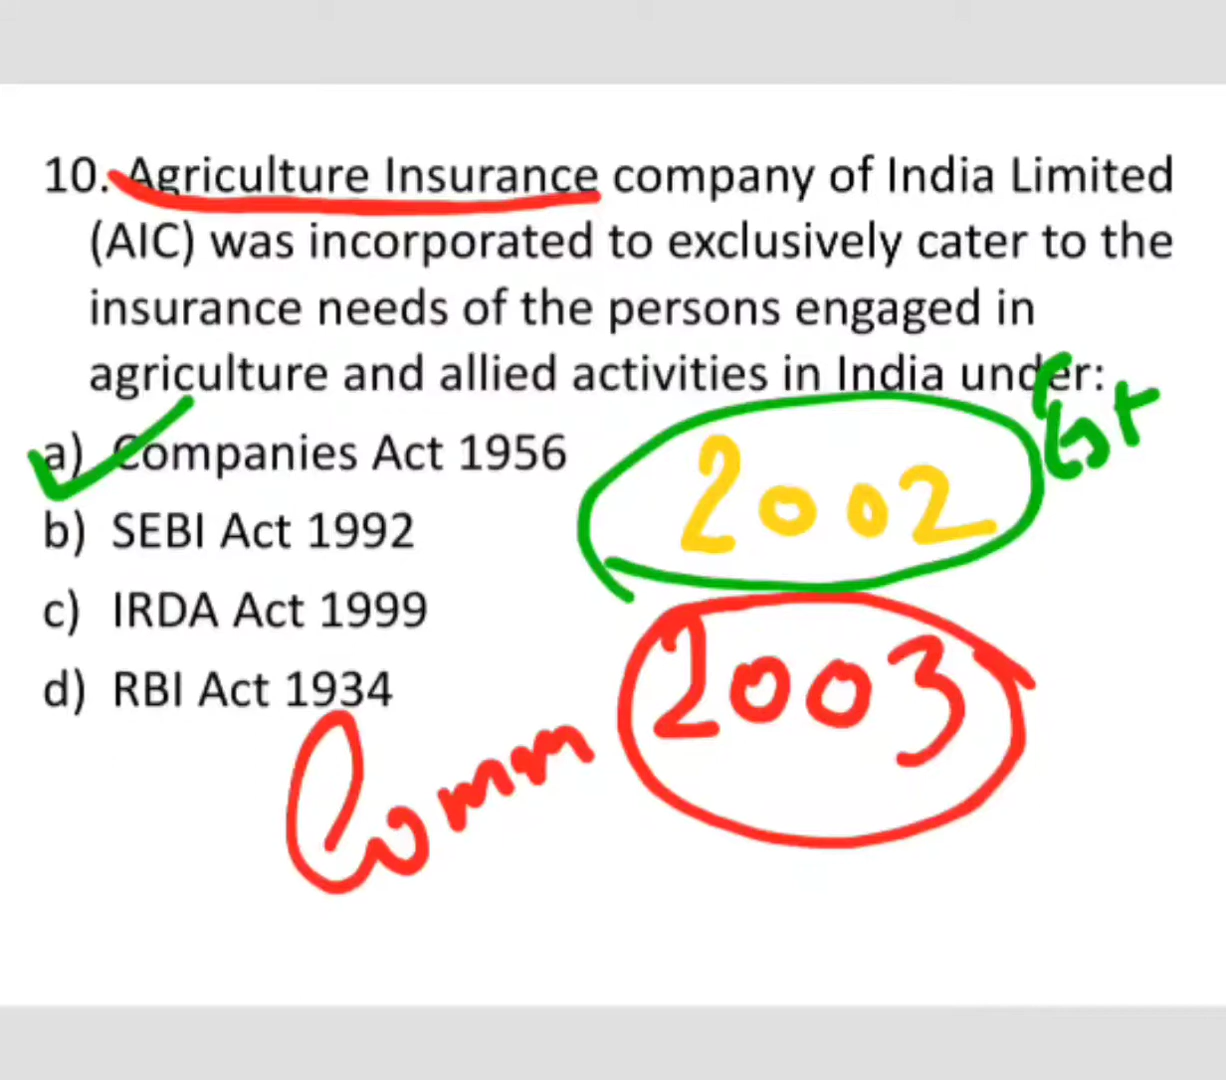 10. Agriculture Insurance company of India Limited
(AIC) was incorporated to exclusively cater to the
insurance needs of the persons engaged in
agriculture and allied activities in India under:
Est
a) Companies Act 1956
2002
b) SEBI Act 1992
c) IRDA Act 1999
2003
d) RBI Act 1934
Comm